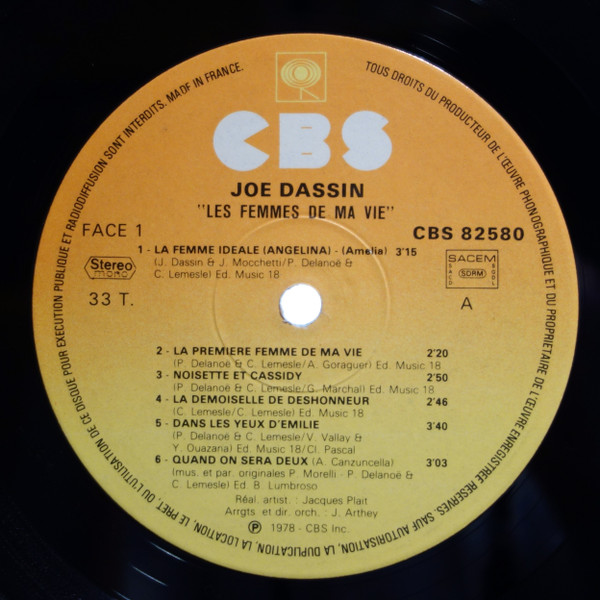 CBS
JOE DASSIN
"LES FEMMES DE MA VIE"
FACE 1
CBS 82580
1 - LA FEMME IDEALE (ANGELINA) - (Amelia) 3'15
(J. Dassin & J. Mocchetti/P. Delanoë &
C. Lemesle) Ed. Music 18
Stereo
mono
SACEM
SACD
SDRM
SGDL
33 T.
A
2 - LA PREMIERE FEMME DE MA VIE 2'20
(P. Delanoë & C. Lemesle/A. Goraguer) Ed. Music 18
3 - NOISETTE ET CASSIDY 2'50
(P. Delanoë & C. Lemesle/G. Marchal) Ed. Music 18
4 - LA DEMOISELLE DE DESHONNEUR 2'46
(C. Lemesle/C. Lemesle) Ed. Music 18
5 - DANS LES YEUX D'EMILIE 3'40
(P. Delanoë & C. Lemesle/V. Vallay &
Y. Ouazana) Ed. Music 18/Cl. Pascal
6 - QUAND ON SERA DEUX (A. Canzuncella) 3'03
(mus. et par. originales P. Morelli - P. Delanoë &
C. Lemesle) Ed. B. Lumbroso
Réal. artist. : Jacques Plait
Arrgts et dir. orch. : J. Arthey
℗ 1978 - CBS Inc.
TOUS DROITS DU PRODUCTEUR DE L'ŒUVRE PHONOGRAPHIQUE ET DU PROPRIETAIRE DE L'ŒUVRE ENREGISTREE RESERVES. SAUF AUTORISATION, LA DUPLICATION, LA LOCATION, LE PRET, OU L'UTILISATION DE CE DISQUE POUR EXECUTION PUBLIQUE ET RADIODIFFUSION SONT INTERDITS. MADE IN FRANCE.